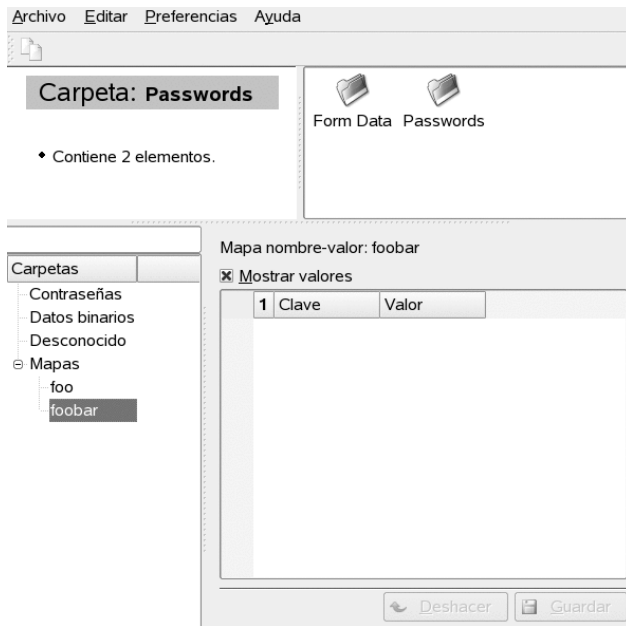 Archivo Editar Preferencias Ayuda
Carpeta: Passwords
Contiene 2 elementos.
Form Data Passwords
Carpetas
Contraseñas
Datos binarios
Desconocido
Mapas
foo
foobar
Mapa nombre-valor: foobar
Mostrar valores
1 Clave Valor
Deshacer Guardar